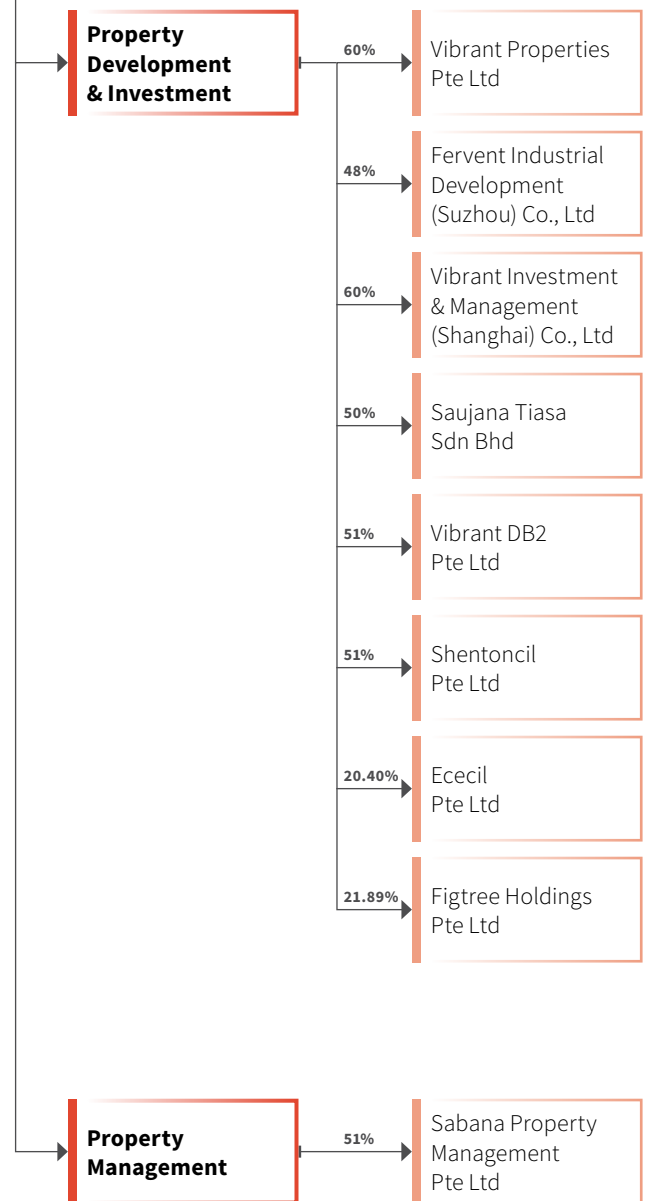 Property
Development
& Investment
60%
Vibrant Properties
Pte Ltd
48%
Fervent Industrial
Development
(Suzhou) Co., Ltd
60%
Vibrant Investment
& Management
(Shanghai) Co., Ltd
50%
Saujana Tiasa
Sdn Bhd
51%
Vibrant DB2
Pte Ltd
51%
Shentoncil
Pte Ltd
20.40%
Ececil
Pte Ltd
21.89%
Figtree Holdings
Pte Ltd
Property
Management
51%
Sabana Property
Management
Pte Ltd